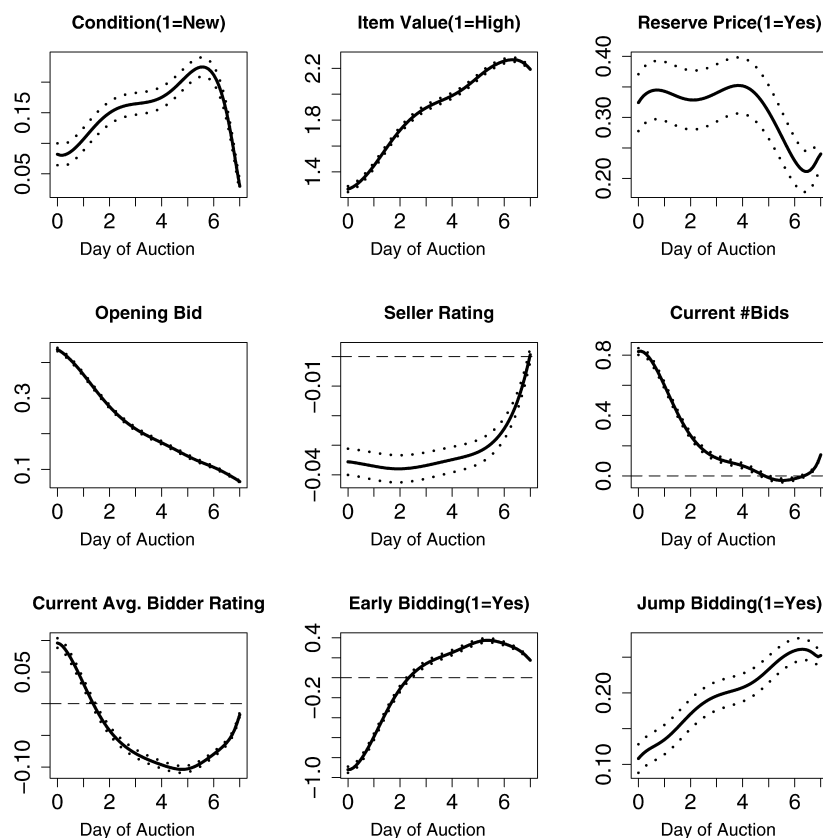 Condition(1=New) Item Value(1=High) Reserve Price(1=Yes)
0.05 0.15
0 2 4 6
Day of Auction
1.4 1.8 2.2
0 2 4 6
Day of Auction
0.20 0.30 0.40
0 2 4 6
Day of Auction
Opening Bid Seller Rating Current #Bids
0.1 0.3
0 2 4 6
Day of Auction
−0.04 −0.01
0 2 4 6
Day of Auction
0.0 0.4 0.8
0 2 4 6
Day of Auction
Current Avg. Bidder Rating Early Bidding(1=Yes) Jump Bidding(1=Yes)
−0.10 0.05
0 2 4 6
Day of Auction
−1.0 −0.2 0.4
0 2 4 6
Day of Auction
0.10 0.20
0 2 4 6
Day of Auction